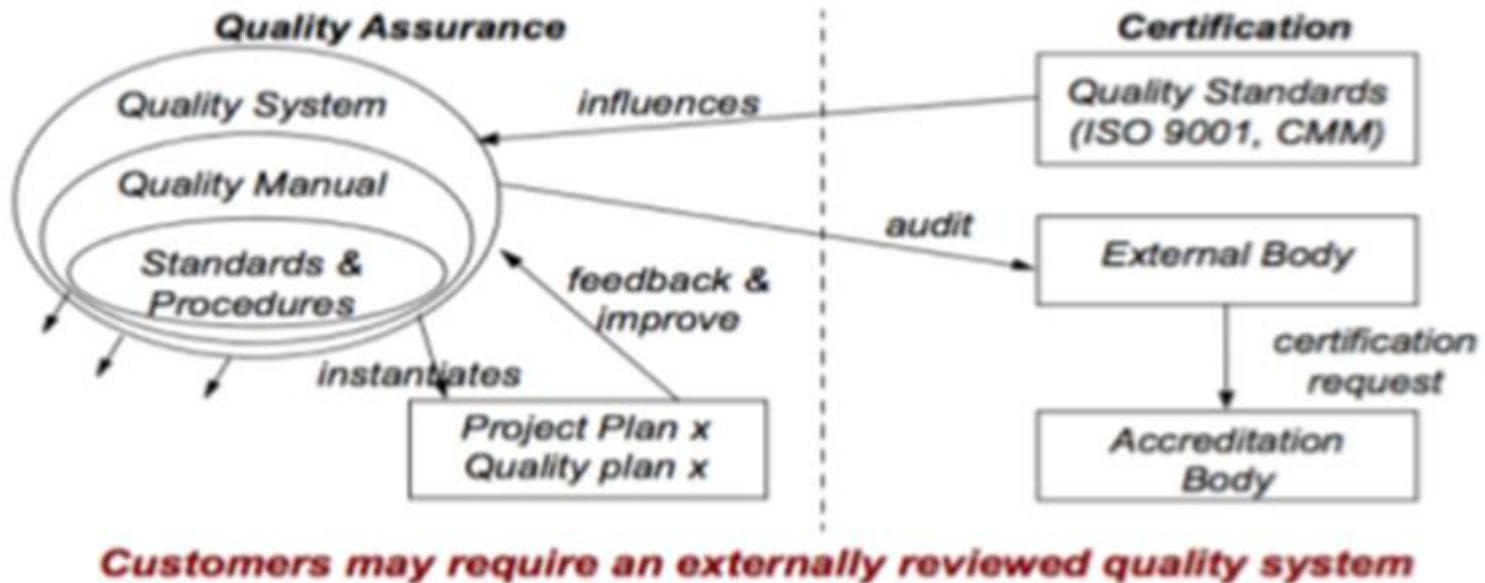 Quality Assurance
Quality System
Quality Manual
Standards &
Procedures
influences
audit
feedback &
improve
instantiates
Project Plan x
Quality plan x
Certification
Quality Standards
(ISO 9001, CMM)
External Body
certification
request
Accreditation
Body
Customers may require an externally reviewed quality system